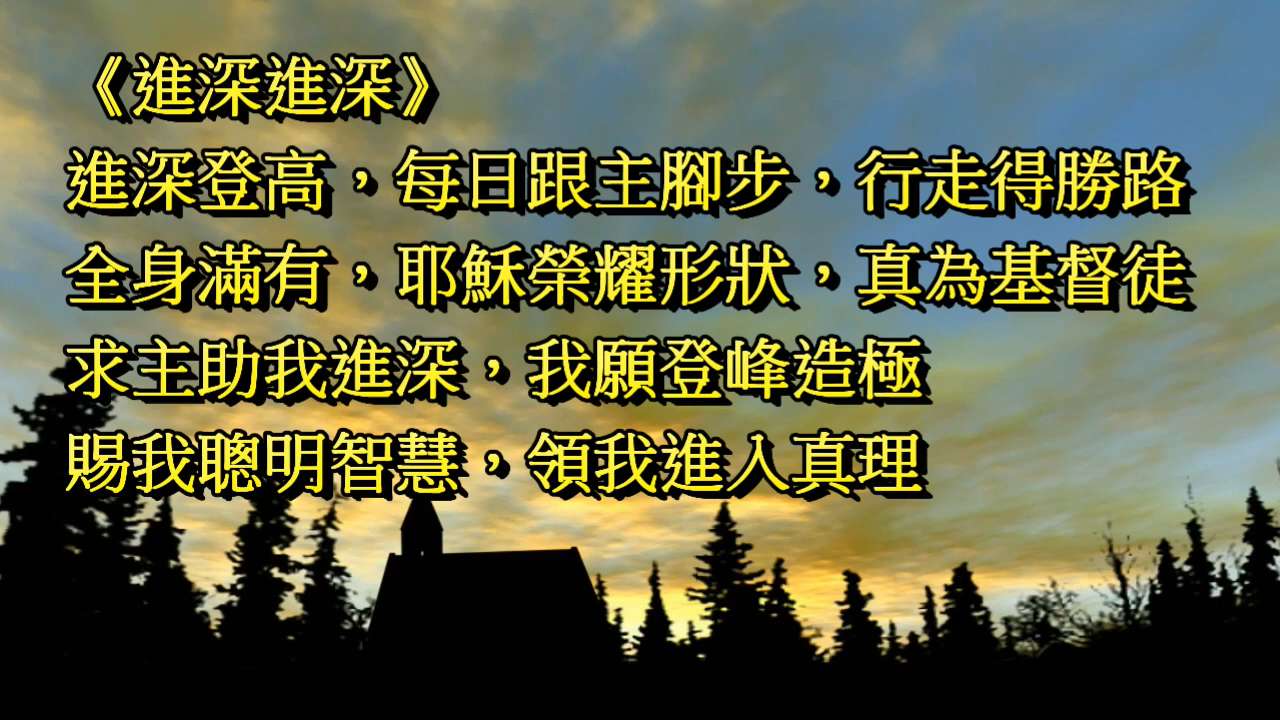 《進深進深》
進深登高，每日跟主腳步，行走得勝路
全身滿有，耶穌榮耀形狀，真為基督徒
求主助我進深，我願登峰造極
賜我聰明智慧，領我進入真理